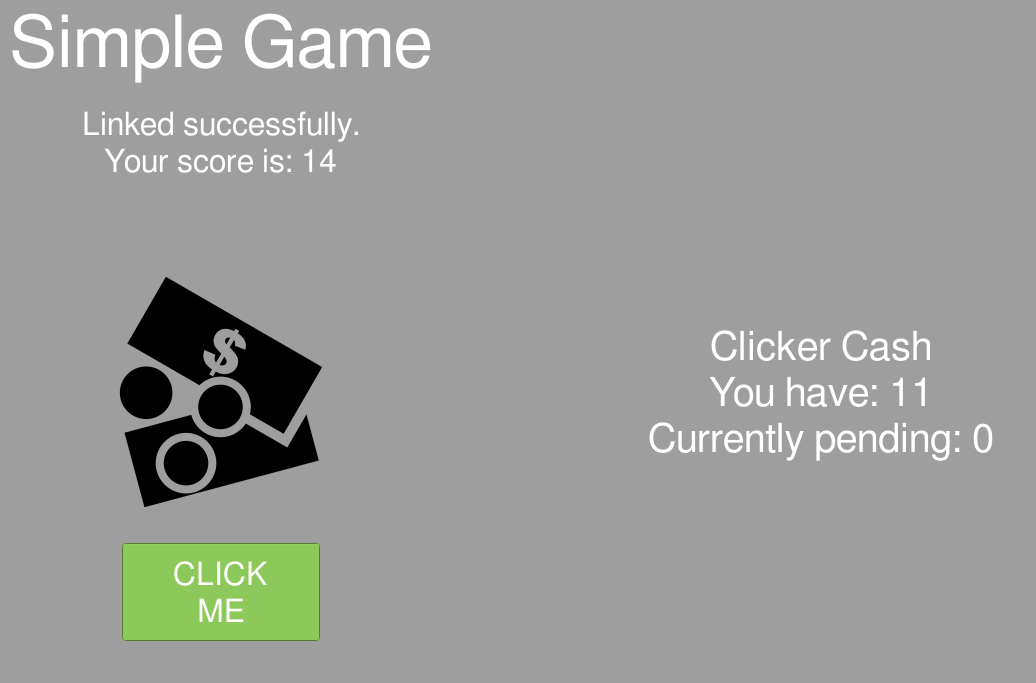 Simple Game
Linked successfully.
Your score is: 14
$
CLICK
ME
Clicker Cash
You have: 11
Currently pending: 0